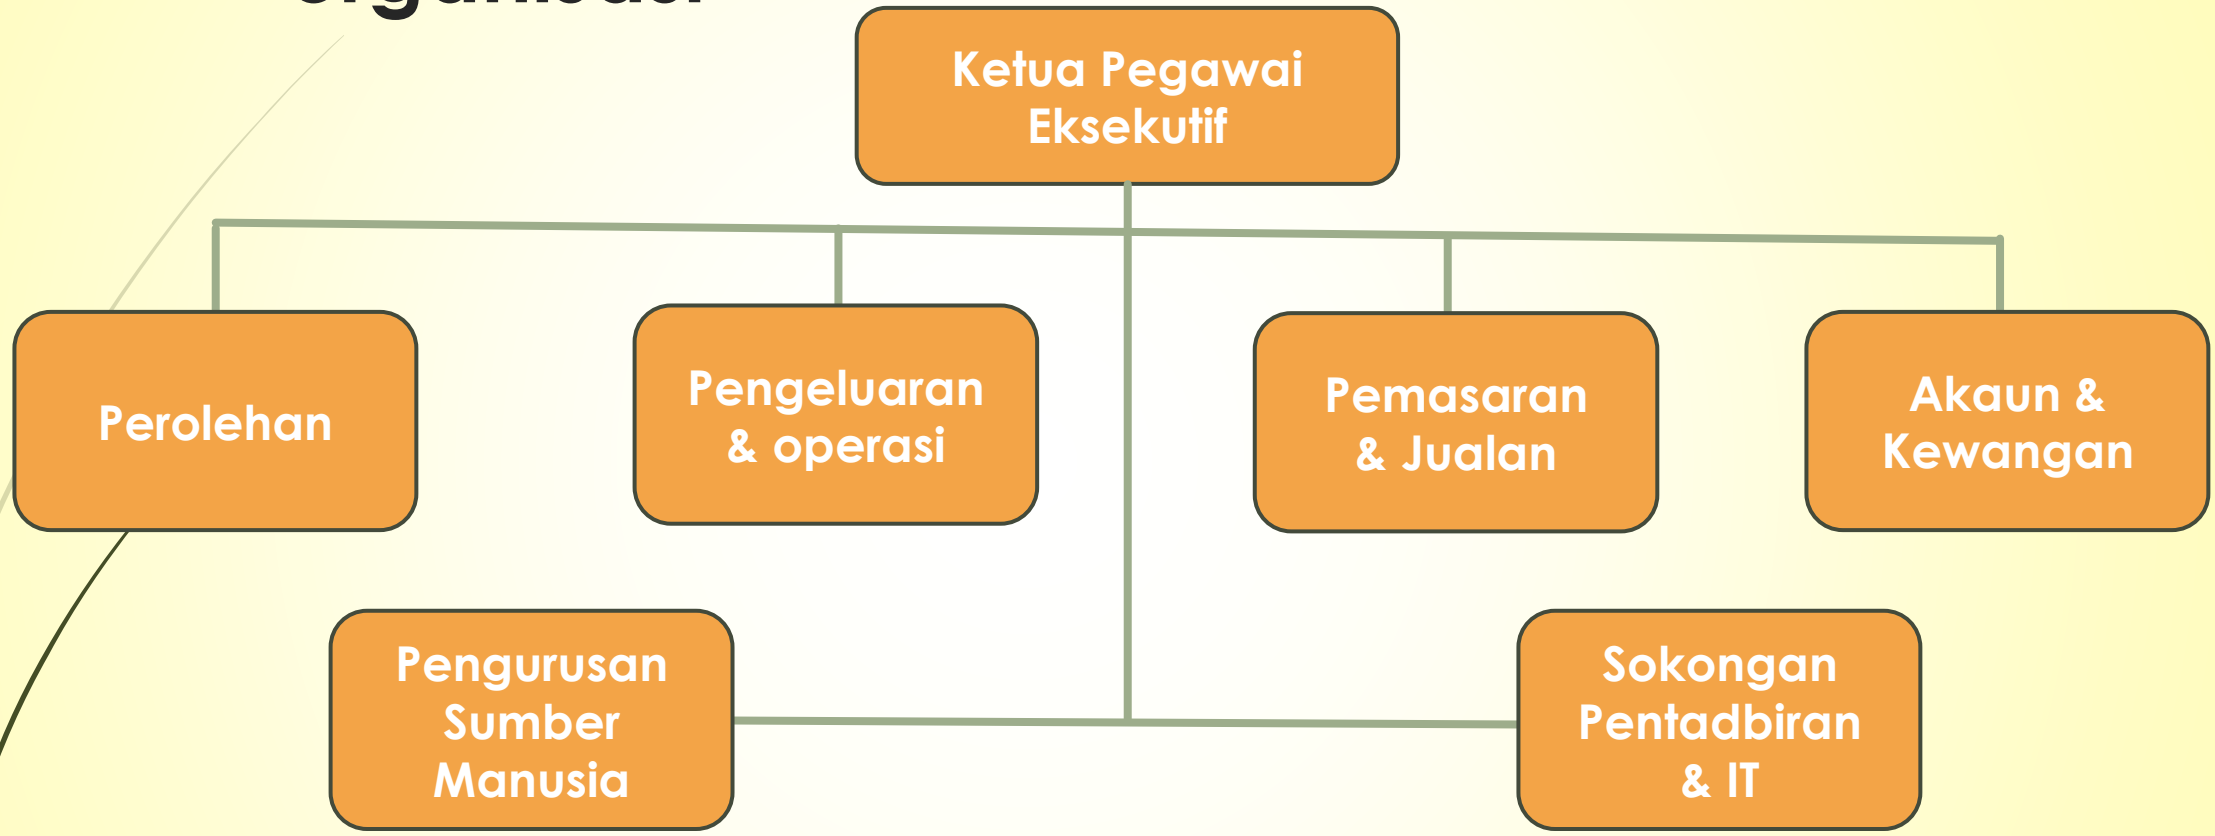 Ketua Pegawai
Eksekutif
Perolehan
Pengeluaran
& operasi
Pemasaran
& Jualan
Akaun &
Kewangan
Pengurusan
Sumber
Manusia
Sokongan
Pentadbiran
& IT